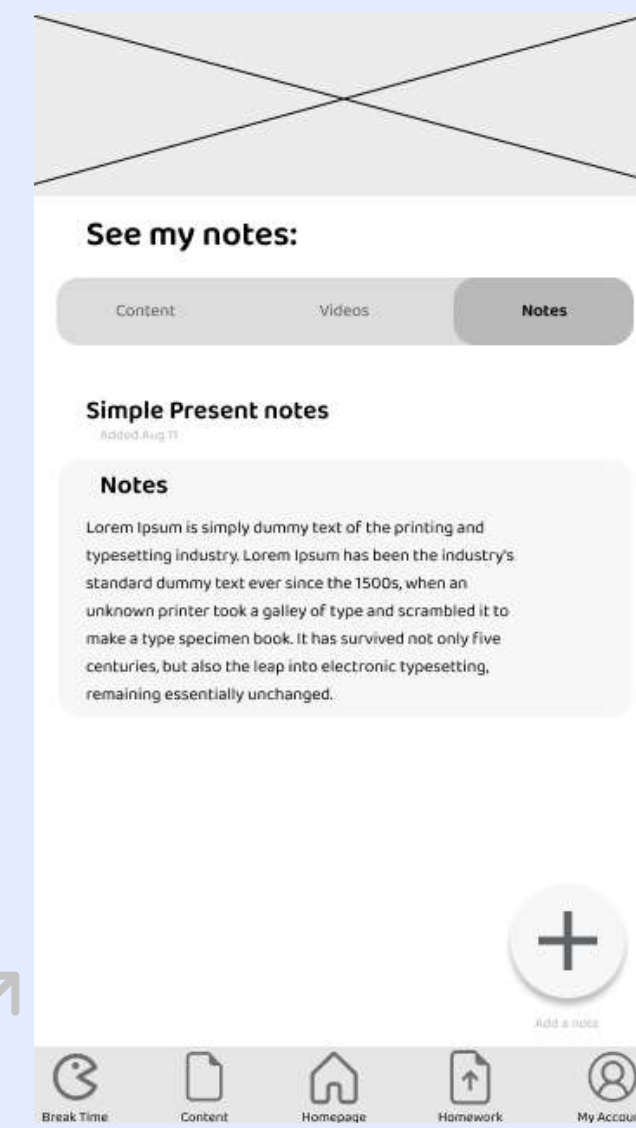 See my notes:
Content Videos Notes
Simple Present notes
Added Aug 11
Notes
Lorem Ipsum is simply dummy text of the printing and
typesetting industry. Lorem Ipsum has been the industry's
standard dummy text ever since the 1500s, when an
unknown printer took a galley of type and scrambled it to
make a type specimen book. It has survived not only five
centuries, but also the leap into electronic typesetting,
remaining essentially unchanged.
Add a note
Break Time Content Homepage Homework My Accou